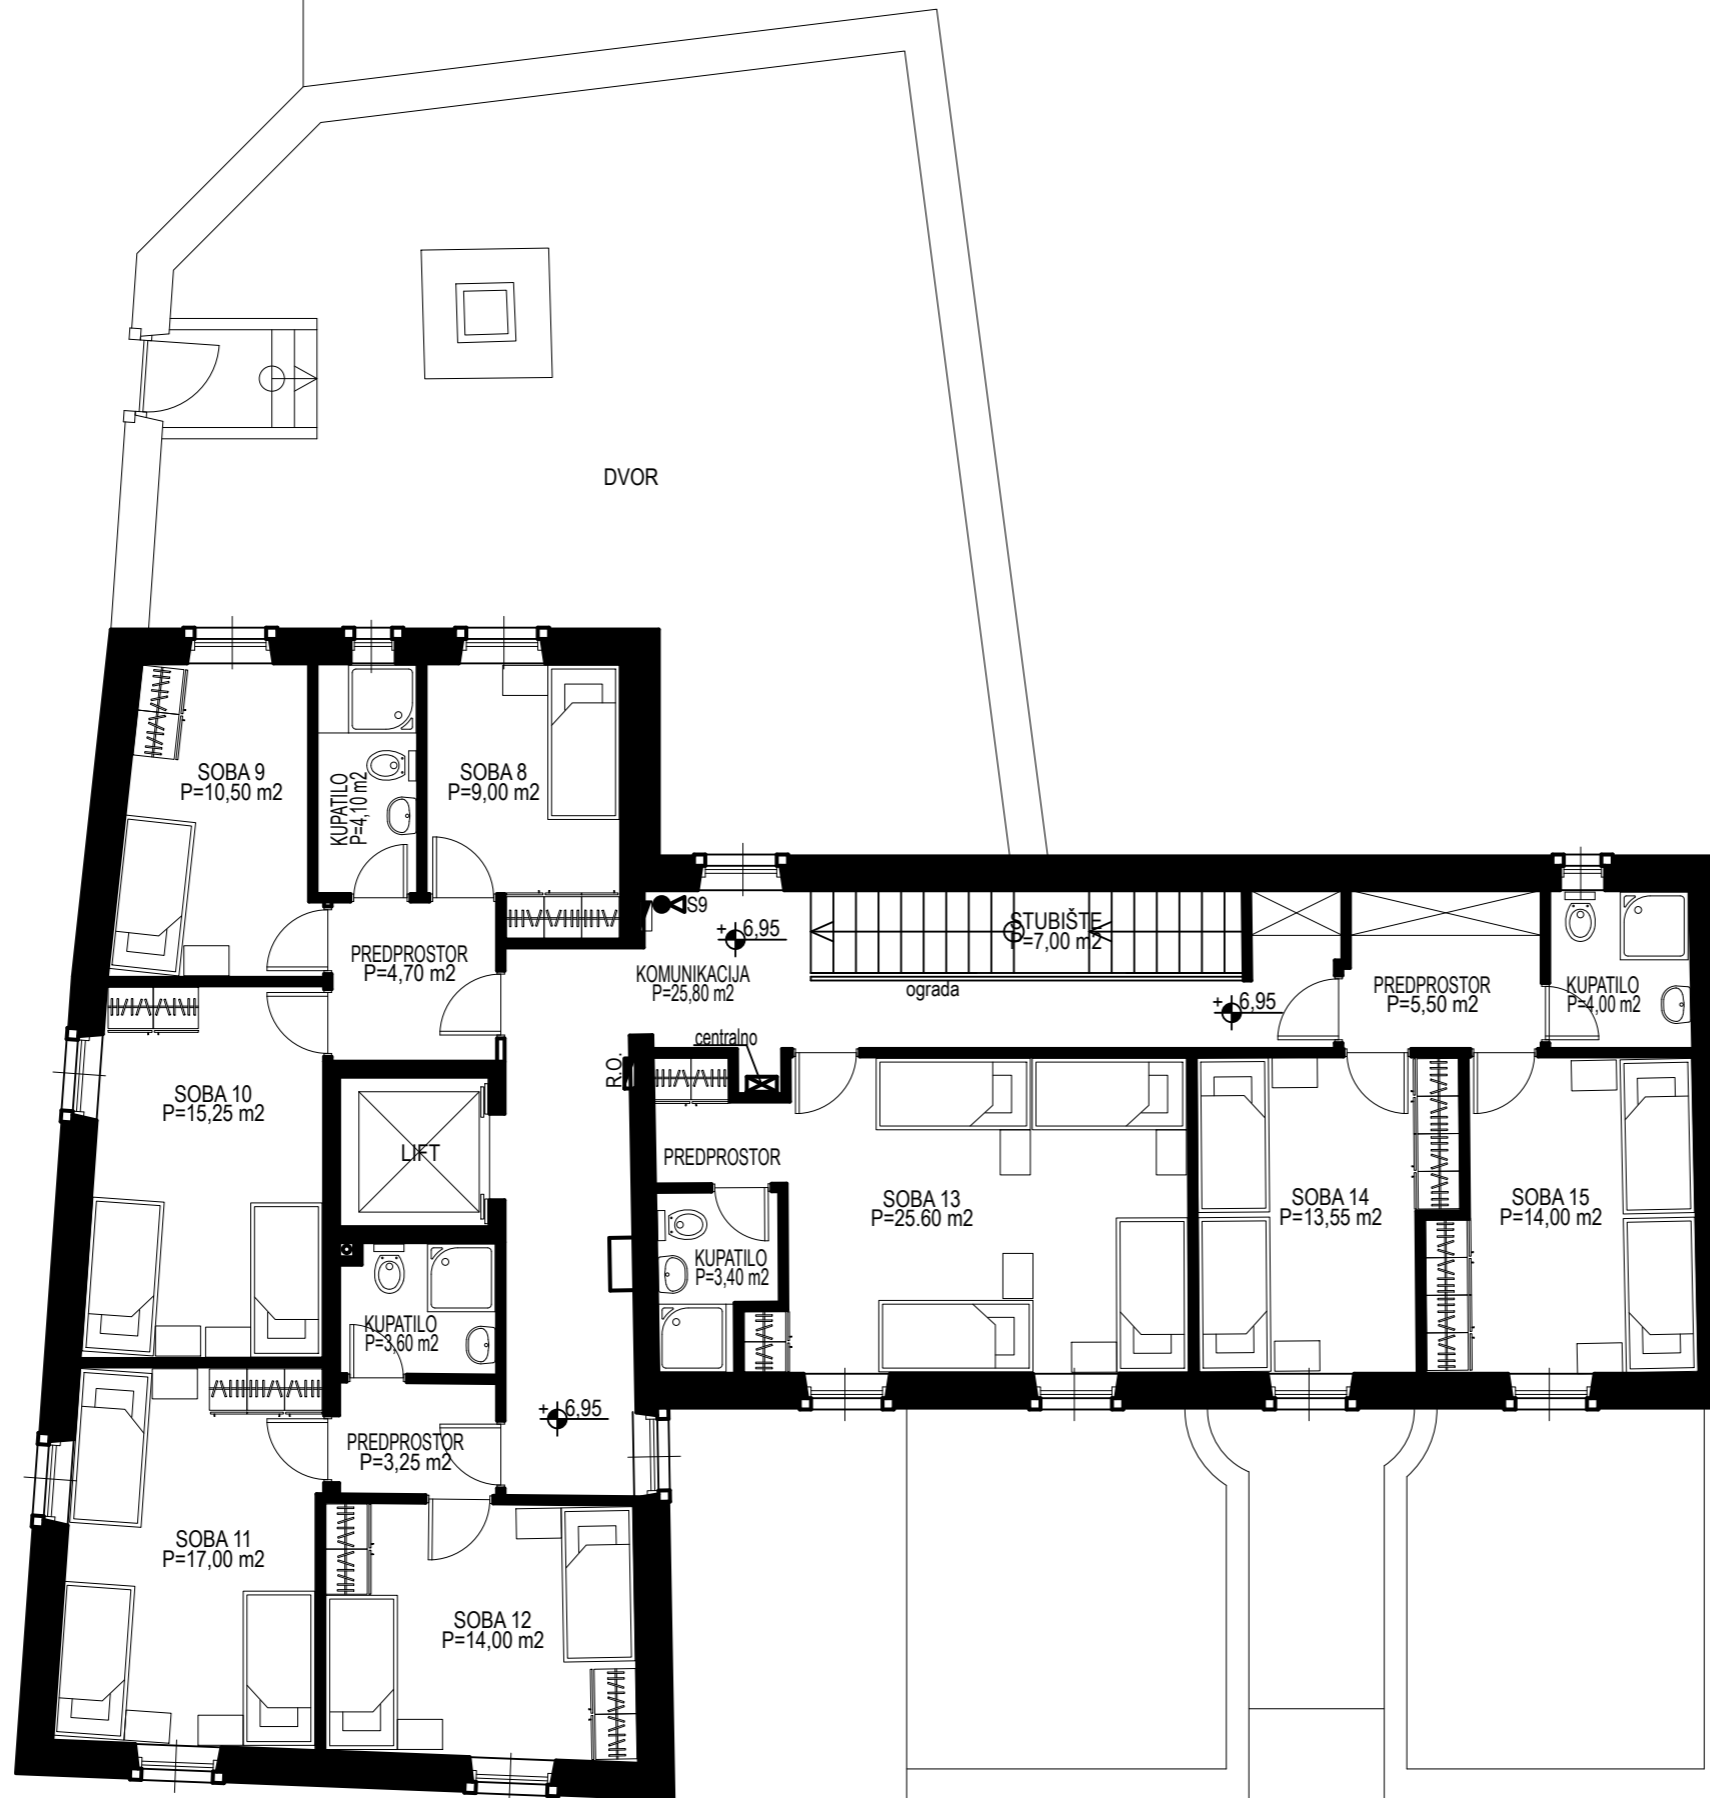 DVOR
SOBA 9
P=10,50 m2
KUPATILO
P=4,10 m2
SOBA 8
P=9,00 m2
S9
+ 6,95
STUBIŠTE
P=7,00 m2
PREDPROSTOR
P=4,70 m2
KOMUNIKACIJA
P=25,80 m2
ograda
+ 6,95
PREDPROSTOR
P=5,50 m2
KUPATILO
P=4,00 m2
centralno
R.O.
SOBA 10
P=15,25 m2
LIFT
PREDPROSTOR
SOBA 13
P=25.60 m2
SOBA 14
P=13,55 m2
SOBA 15
P=14,00 m2
KUPATILO
P=3,40 m2
KUPATILO
P=3,60 m2
+ 6,95
PREDPROSTOR
P=3,25 m2
SOBA 11
P=17,00 m2
SOBA 12
P=14,00 m2